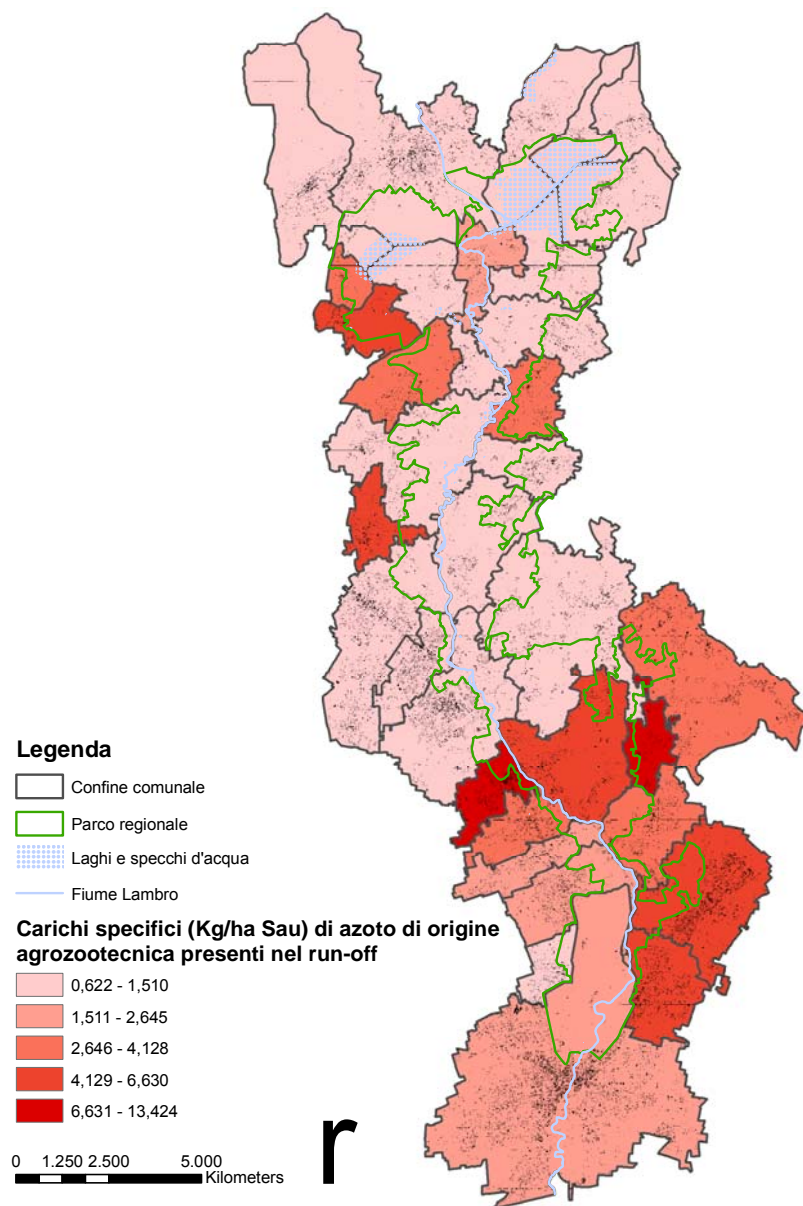 Legenda
Confine comunale
Parco regionale
Laghi e specchi d'acqua
Fiume Lambro
Carichi specifici (Kg/ha Sau) di azoto di origine
agrozootecnica presenti nel run-off
0,622 - 1,510
1,511 - 2,645
2,646 - 4,128
4,129 - 6,630
6,631 - 13,424
r
0 1.250 2.500 5.000
Kilometers